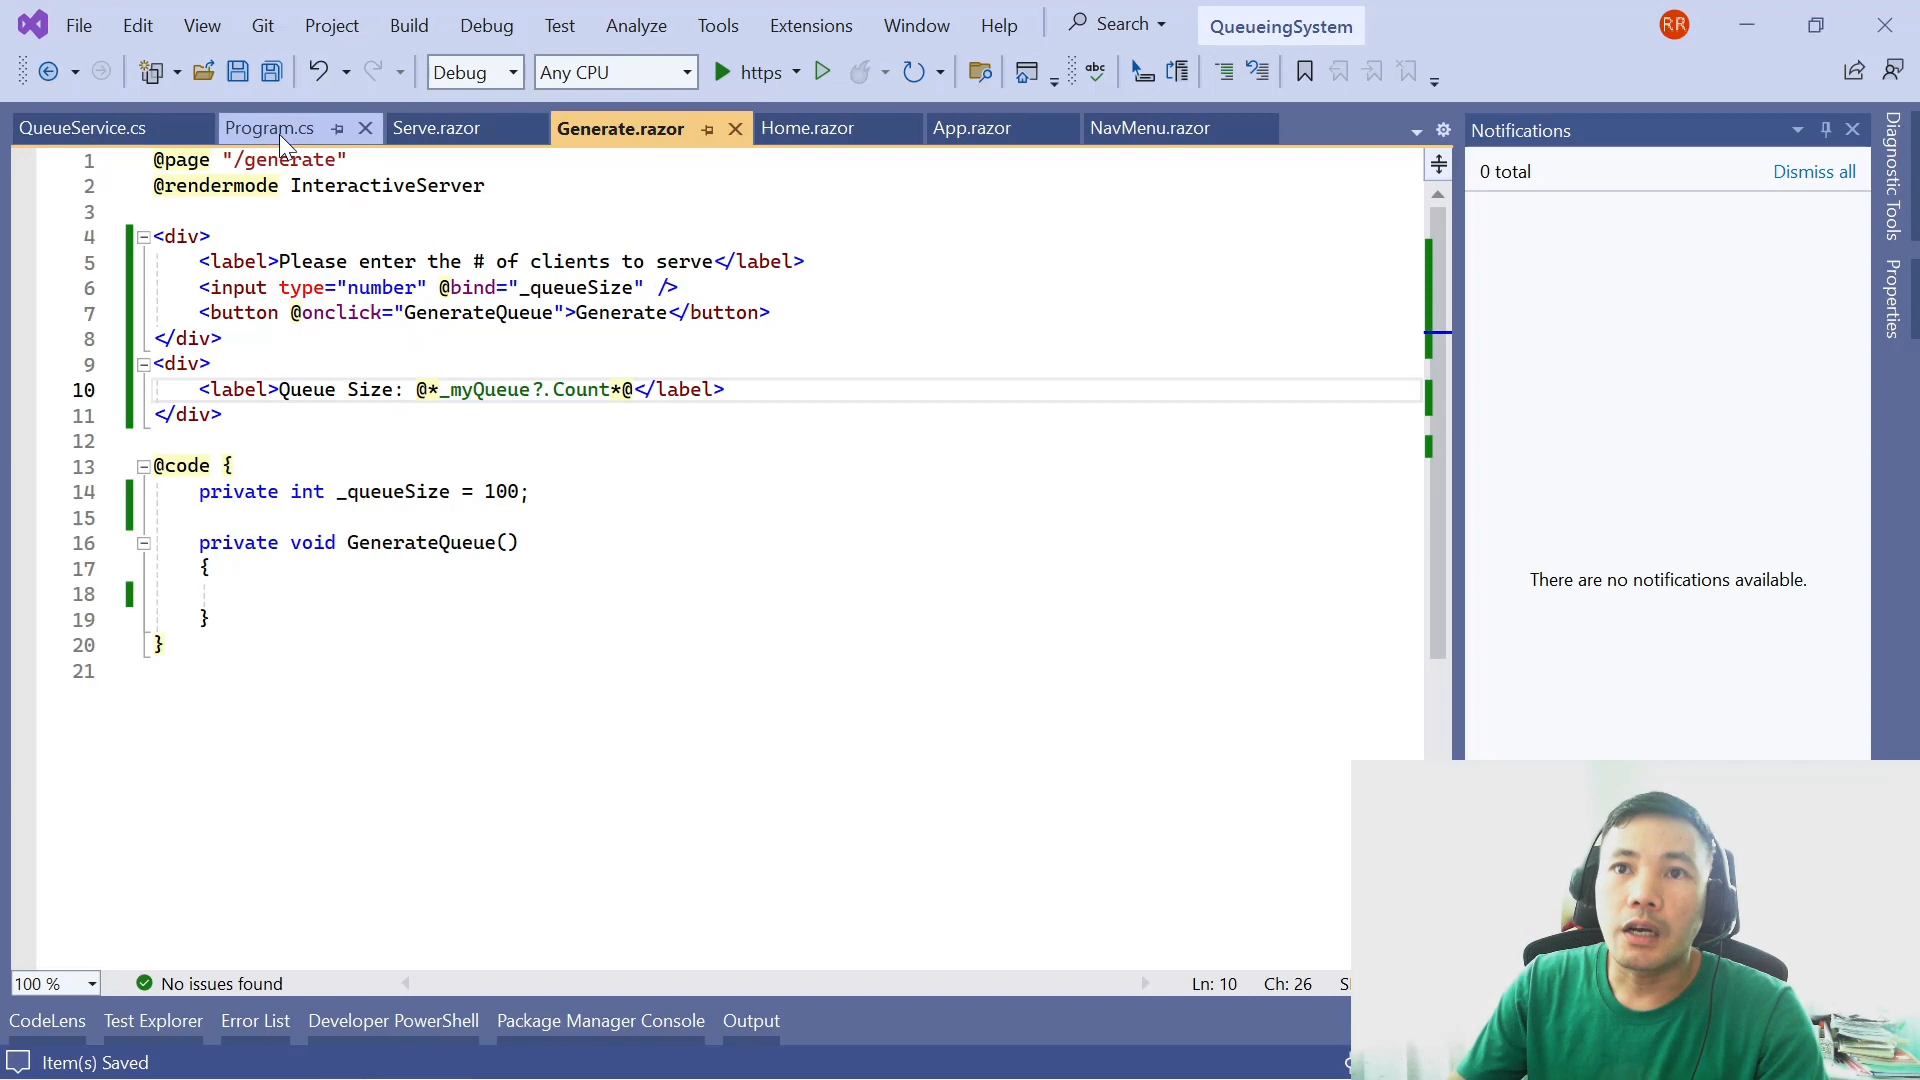 File Edit View Git Project Build Debug Test Analyze Tools Extensions Window Help Search QueueingSystem RR
Debug Any CPU https abc
QueueService.cs Program.cs Serve.razor Generate.razor Home.razor App.razor NavMenu.razor Notifications
0 total Dismiss all
1 @page "/generate"
2 @rendermode InteractiveServer
3
4 <div>
5 <label>Please enter the # of clients to serve</label>
6 <input type="number" @bind="_queueSize" />
7 <button @onclick="GenerateQueue">Generate</button>
8 </div>
9 <div>
10 <label>Queue Size: @*_myQueue?.Count*@</label>
11 </div>
12
13 @code {
14 private int _queueSize = 100;
15
16 private void GenerateQueue()
17 {
18
19 }
20 }
21
There are no notifications available.
Diagnostic Tools
Properties
100 % No issues found Ln: 10 Ch: 26
CodeLens Test Explorer Error List Developer PowerShell Package Manager Console Output
Item(s) Saved